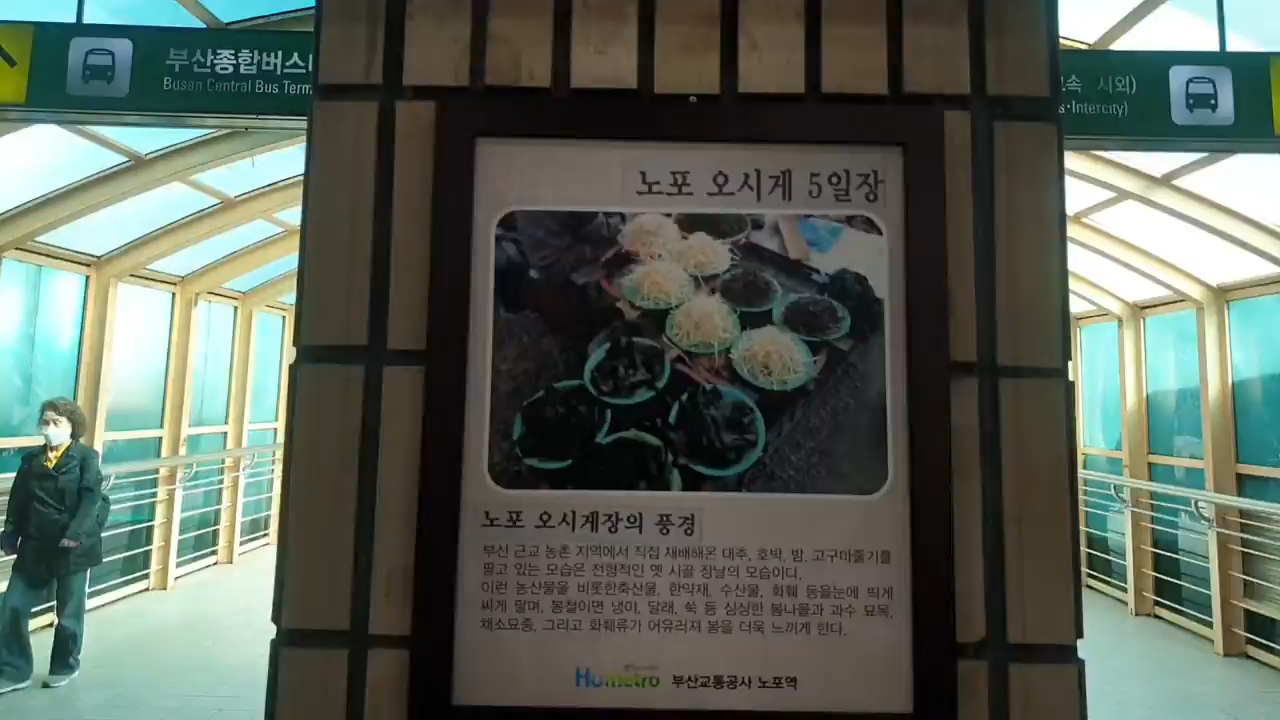 부산종합버스
Busan Central Bus Term
속 시외)
s·Intercity)
노포 오시게 5일장
노포 오시게장의 풍경
부산 근교 농촌 지역에서 직접 재배해온 대추, 호박, 밤, 고구마줄기를
팔고 있는 모습은 전형적인 옛 시골 장날의 모습이다.
이런 농산물을 비롯한축산물, 한약재, 수산물, 화훼 등을눈에 띄게
싸게 팔며, 봄철이면 냉이, 달래, 쑥 등 싱싱한 봄나물과 과수 묘목,
채소모종, 그리고 화훼류가 어우러져 봄을 더욱 느끼게 한다.
Humetro 부산교통공사 노포역